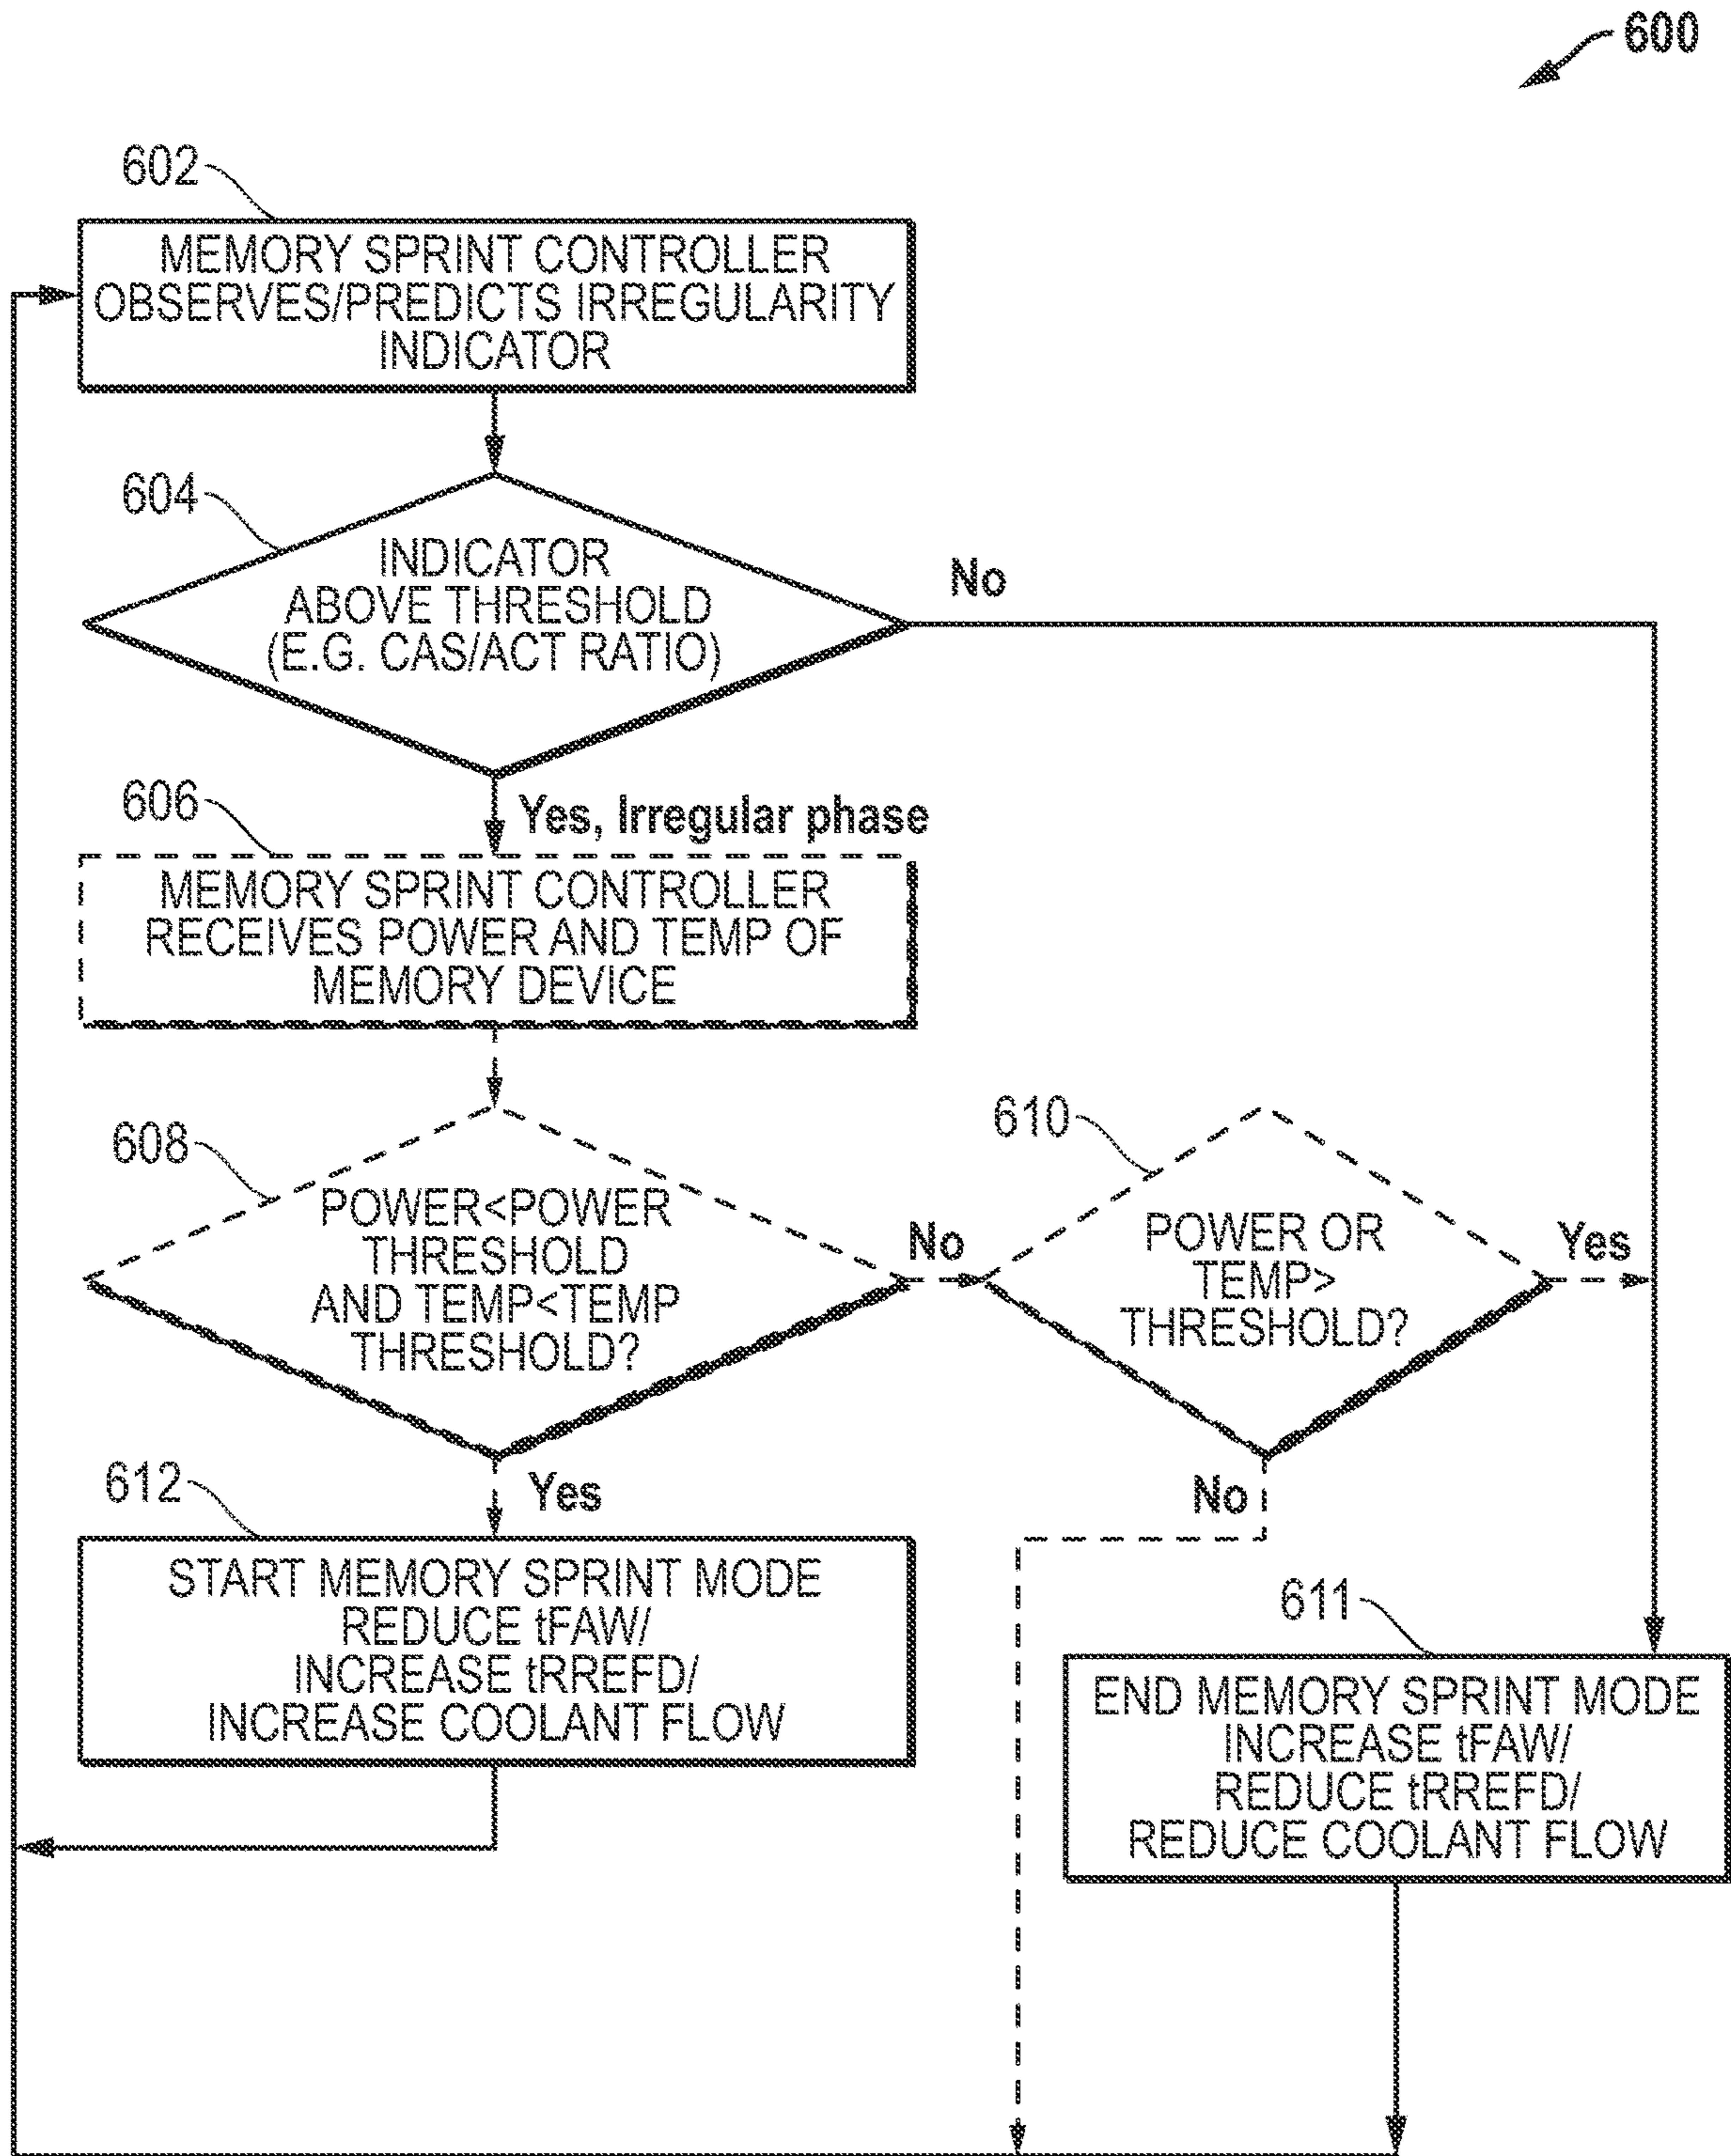 600
602
MEMORY SPRINT CONTROLLER
OBSERVES/PREDICTS IRREGULARITY
INDICATOR
604
INDICATOR
ABOVE THRESHOLD
(E.G. CAS/ACT RATIO)
No
606
Yes, Irregular phase
MEMORY SPRINT CONTROLLER
RECEIVES POWER AND TEMP OF
MEMORY DEVICE
608
POWER<POWER
THRESHOLD
AND TEMP<TEMP
THRESHOLD?
No
610
POWER OR
TEMP>
THRESHOLD?
Yes
No
612
Yes
START MEMORY SPRINT MODE
REDUCE tFAW/
INCREASE tRREFD/
INCREASE COOLANT FLOW
611
END MEMORY SPRINT MODE
INCREASE tFAW/
REDUCE tRREFD/
REDUCE COOLANT FLOW